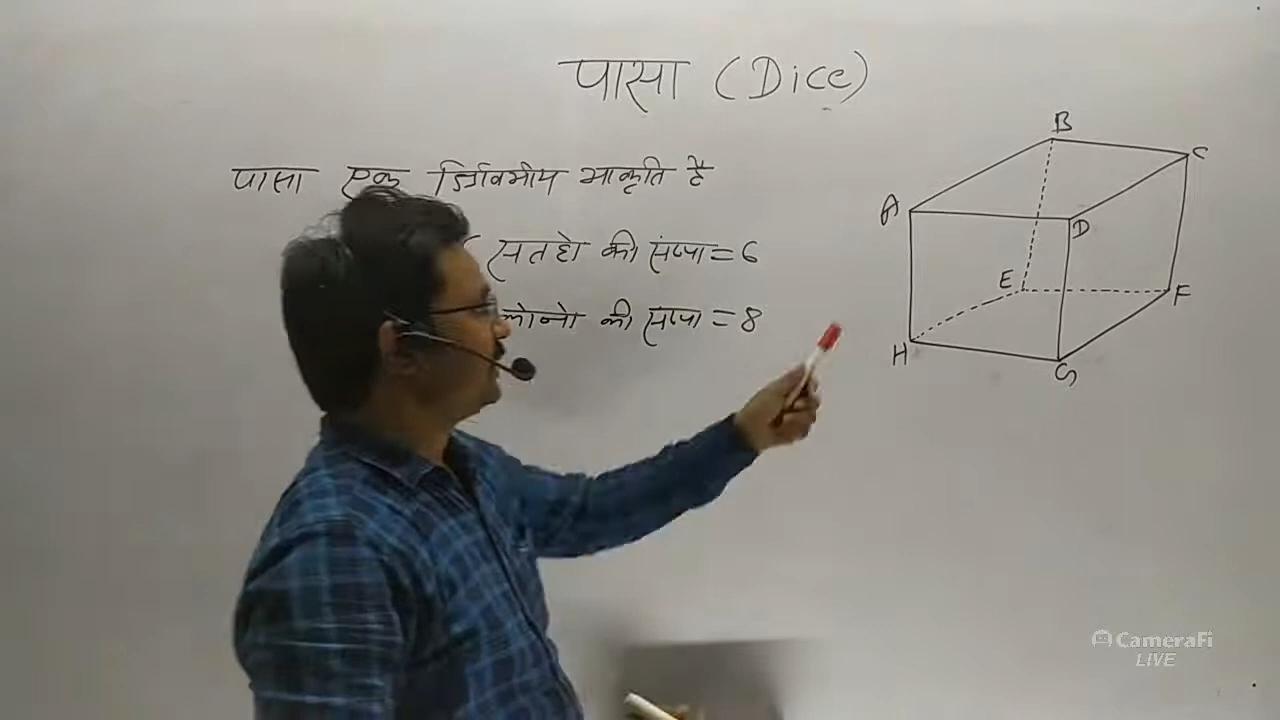 पासा (Dice)
पासा एक त्रिविमीय आकृति है
सतहो की संख्या = 6
कोनो की संख्या = 8
B
C
A
D
E
F
H
G
CameraFi
LIVE